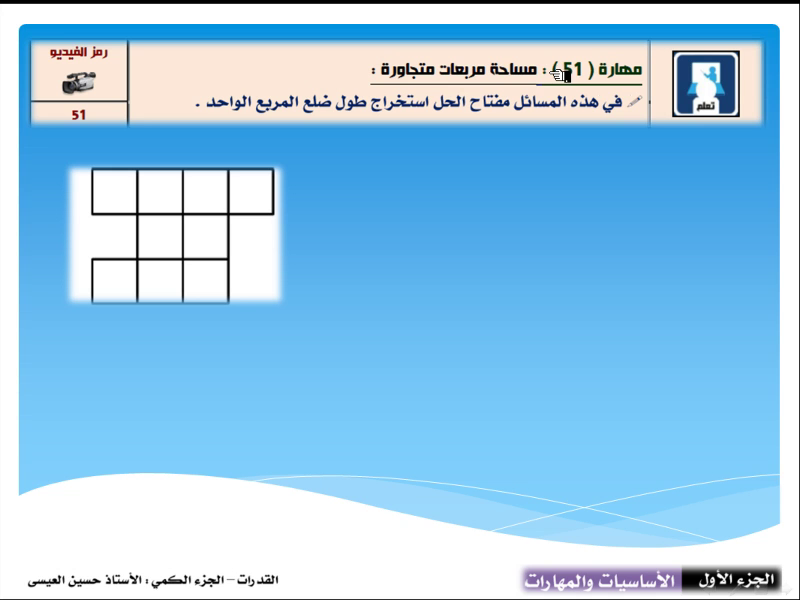 مهارة ( 51 ) : مساحة مربعات متجاورة :
في هذه المسائل مفتاح الحل استخراج طول ضلع المربع الواحد .
تعلم
رمز الفيديو
51
الجزء الأول
الأساسيات والمهارات
القدرات – الجزء الكمي : الأستاذ حسين العيسى